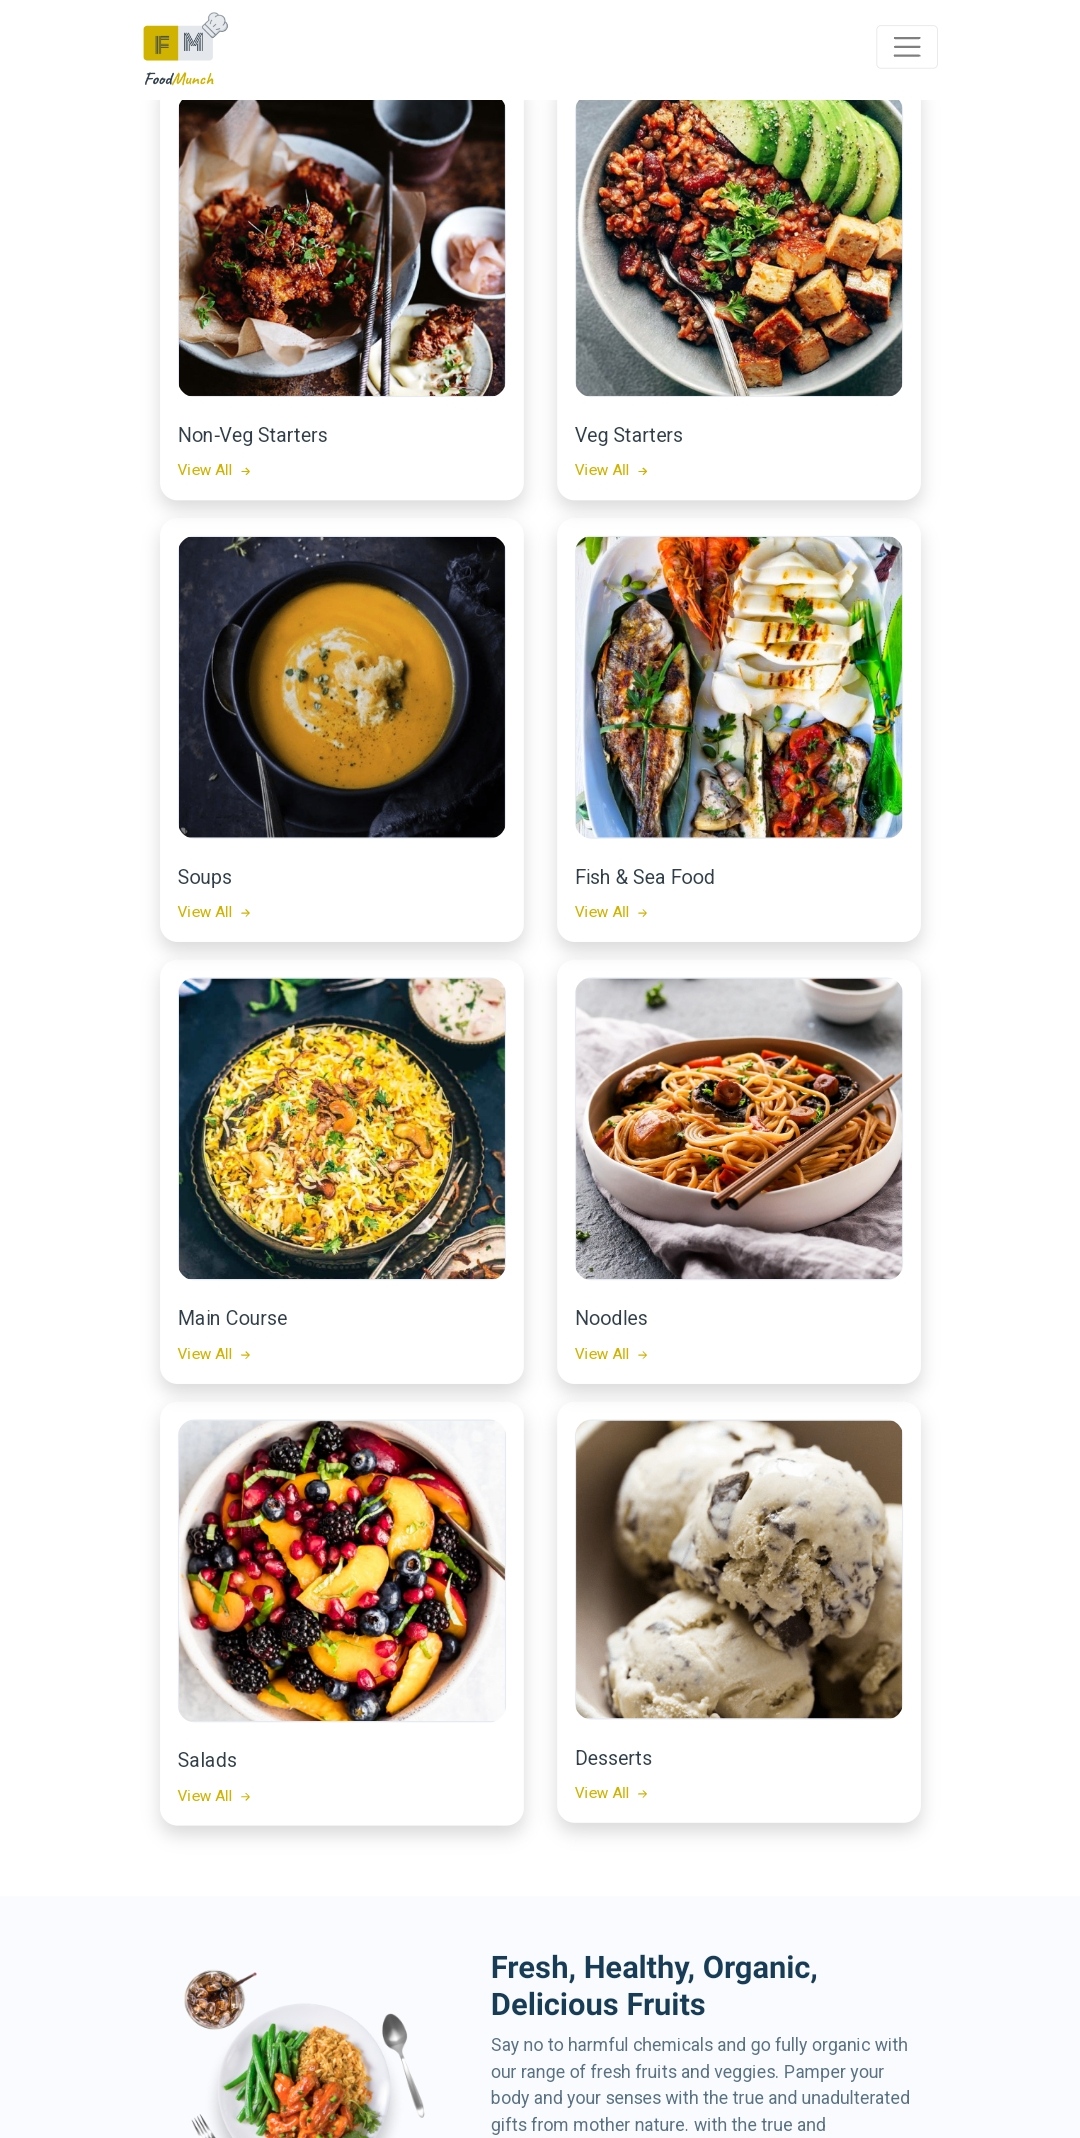 FM
FoodMunch
Non-Veg Starters
View All →
Veg Starters
View All →
Soups
View All →
Fish & Sea Food
View All →
Main Course
View All →
Noodles
View All →
Salads
View All →
Desserts
View All →
Fresh, Healthy, Organic,
Delicious Fruits
Say no to harmful chemicals and go fully organic with
our range of fresh fruits and veggies. Pamper your
body and your senses with the true and unadulterated
gifts from mother nature. with the true and